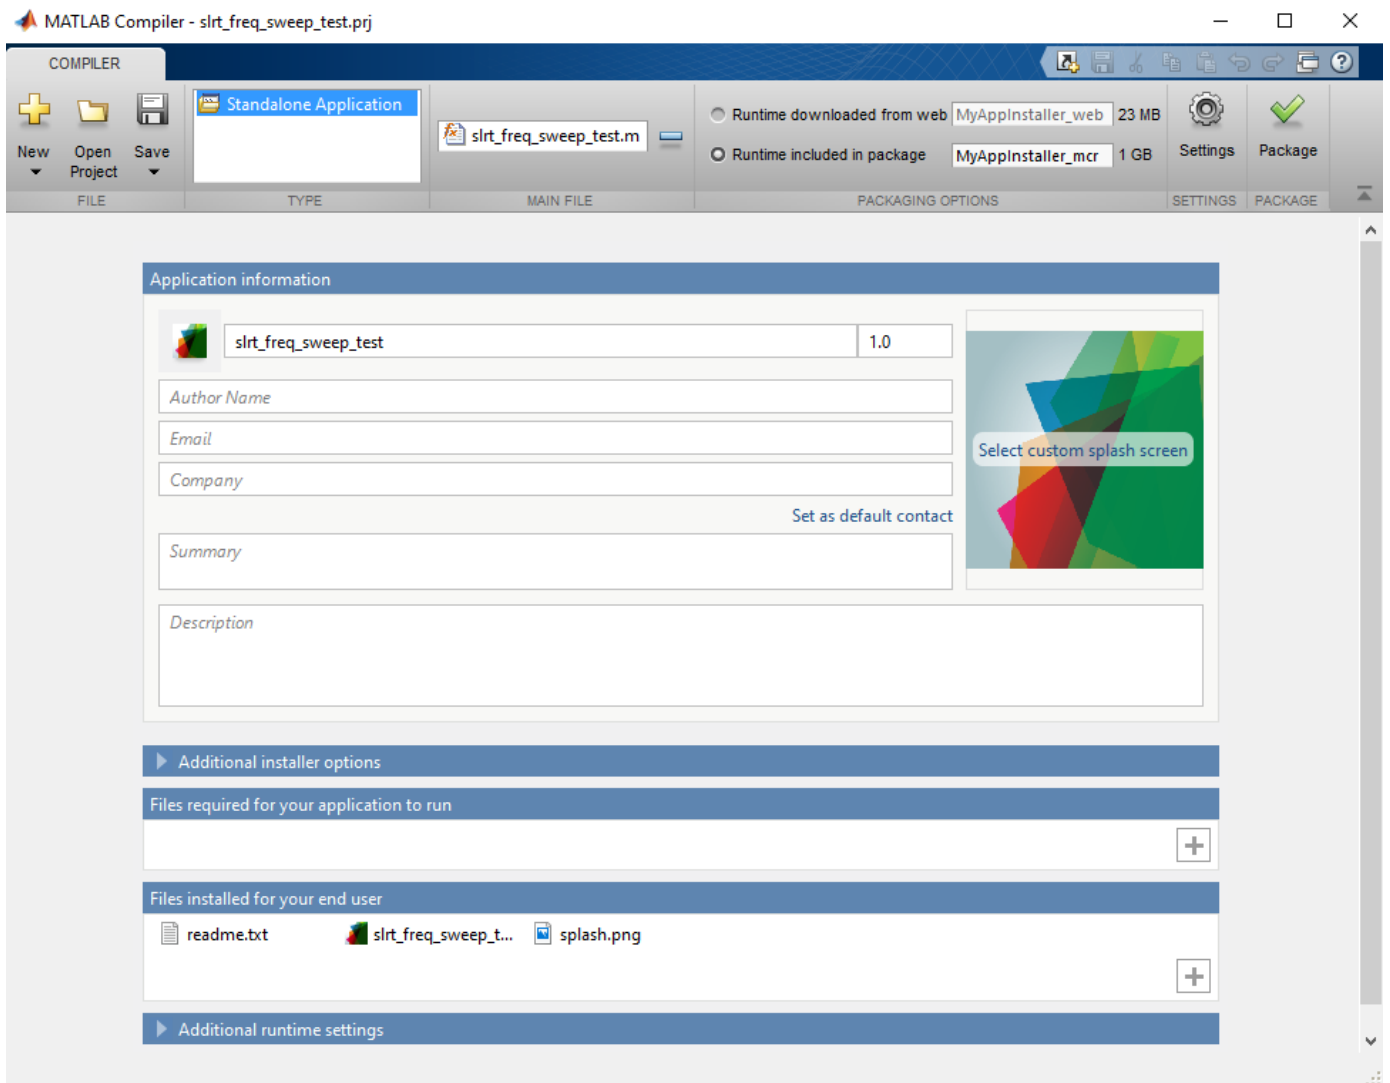 MATLAB Compiler - slrt_freq_sweep_test.prj
COMPILER
New
Open Project
Save
FILE
Standalone Application
TYPE
slrt_freq_sweep_test.m
MAIN FILE
Runtime downloaded from web MyAppInstaller_web 23 MB
Runtime included in package MyAppInstaller_mcr 1 GB
PACKAGING OPTIONS
Settings
SETTINGS
Package
PACKAGE
Application information
slrt_freq_sweep_test 1.0
Author Name
Email
Company
Set as default contact
Select custom splash screen
Summary
Description
Additional installer options
Files required for your application to run
Files installed for your end user
readme.txt slrt_freq_sweep_t... splash.png
Additional runtime settings